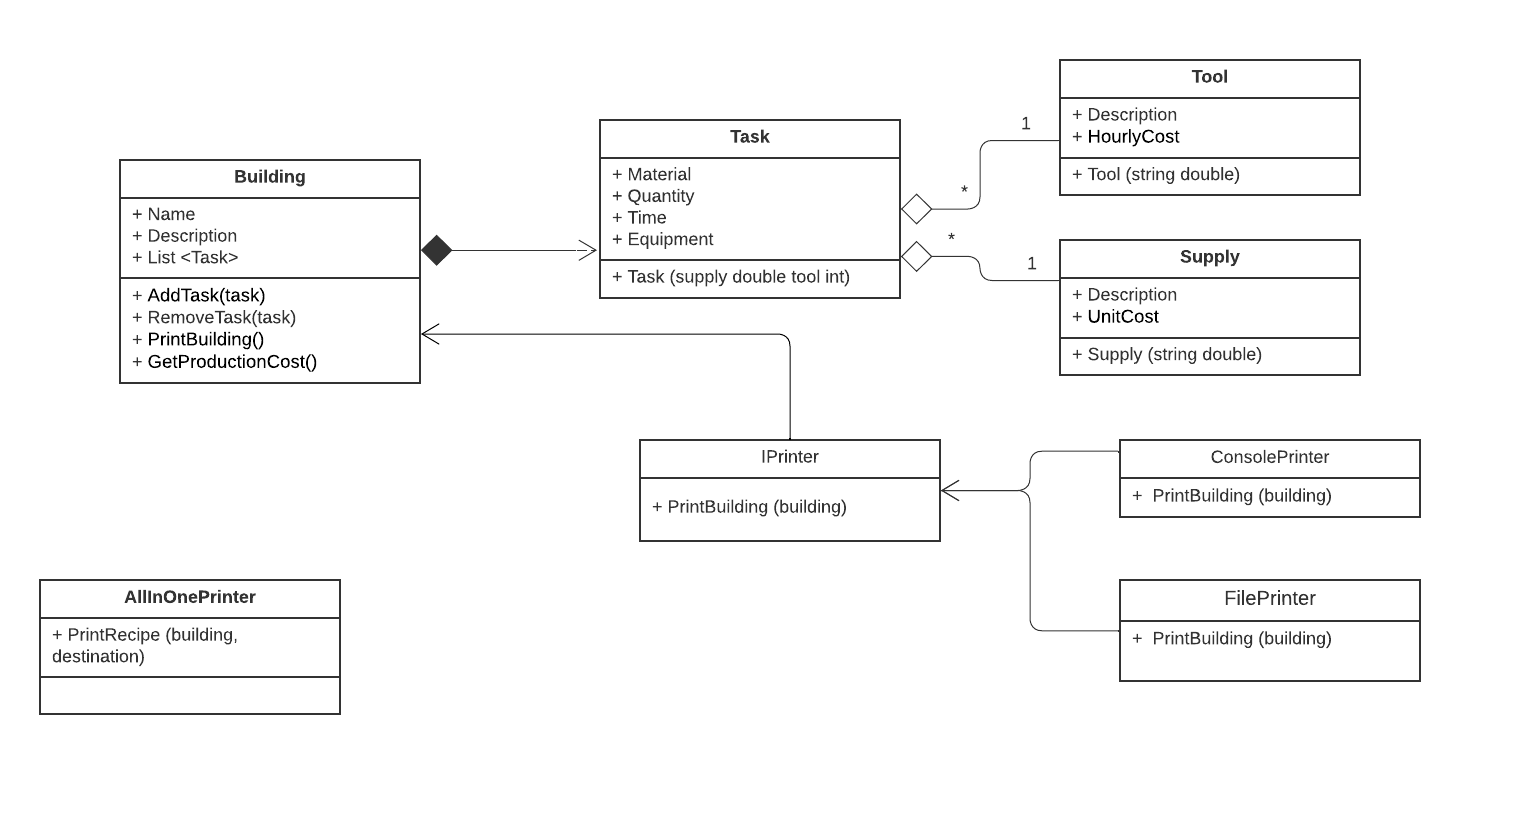 Building
+ Name
+ Description
+ List <Task>
+ AddTask(task)
+ RemoveTask(task)
+ PrintBuilding()
+ GetProductionCost()
Task
+ Material
+ Quantity
+ Time
+ Equipment
+ Task (supply double tool int)
*
1
*
1
Tool
+ Description
+ HourlyCost
+ Tool (string double)
Supply
+ Description
+ UnitCost
+ Supply (string double)
IPrinter
+ PrintBuilding (building)
ConsolePrinter
+ PrintBuilding (building)
FilePrinter
+ PrintBuilding (building)
AllInOnePrinter
+ PrintRecipe (building,
destination)